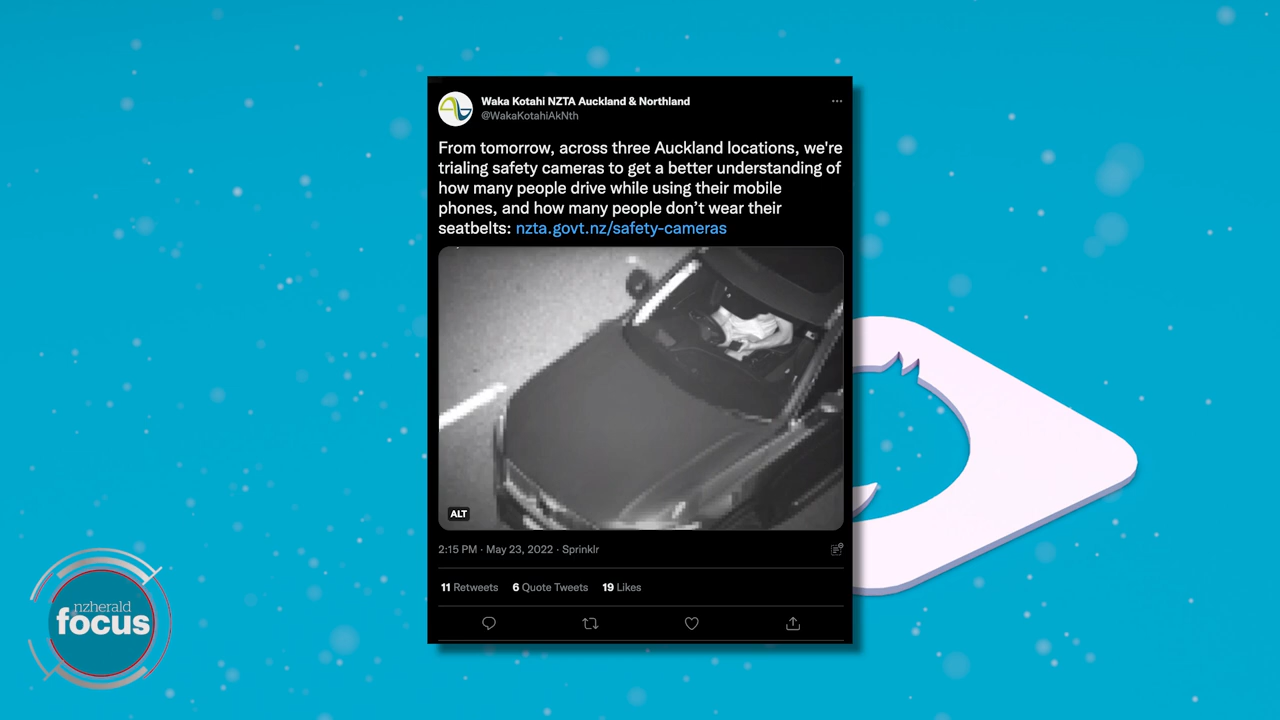 Waka Kotahi NZTA Auckland & Northland
@WakaKotahiAkNth
From tomorrow, across three Auckland locations, we're
trialing safety cameras to get a better understanding of
how many people drive while using their mobile
phones, and how many people don’t wear their
seatbelts: nzta.govt.nz/safety-cameras
ALT
2:15 PM · May 23, 2022 · Sprinklr
11 Retweets 6 Quote Tweets 19 Likes
nzherald
focus